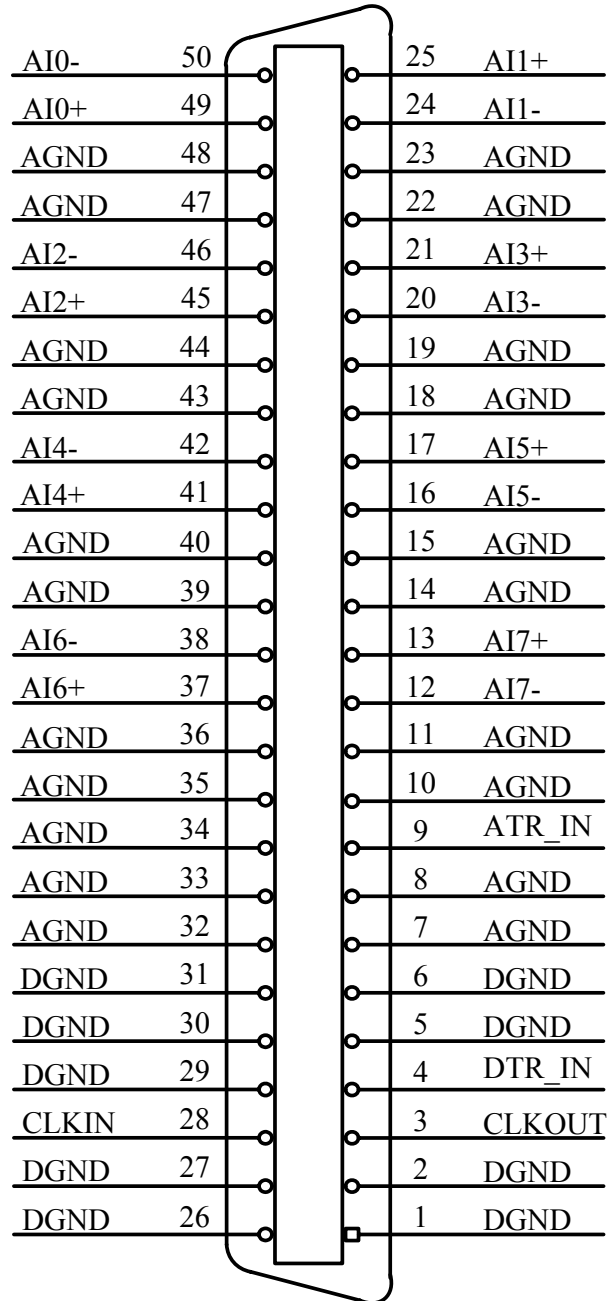 AI0- 50 25 AI1+
AI0+ 49 24 AI1-
AGND 48 23 AGND
AGND 47 22 AGND
AI2- 46 21 AI3+
AI2+ 45 20 AI3-
AGND 44 19 AGND
AGND 43 18 AGND
AI4- 42 17 AI5+
AI4+ 41 16 AI5-
AGND 40 15 AGND
AGND 39 14 AGND
AI6- 38 13 AI7+
AI6+ 37 12 AI7-
AGND 36 11 AGND
AGND 35 10 AGND
AGND 34 9 ATR_IN
AGND 33 8 AGND
AGND 32 7 AGND
DGND 31 6 DGND
DGND 30 5 DGND
DGND 29 4 DTR_IN
CLKIN 28 3 CLKOUT
DGND 27 2 DGND
DGND 26 1 DGND